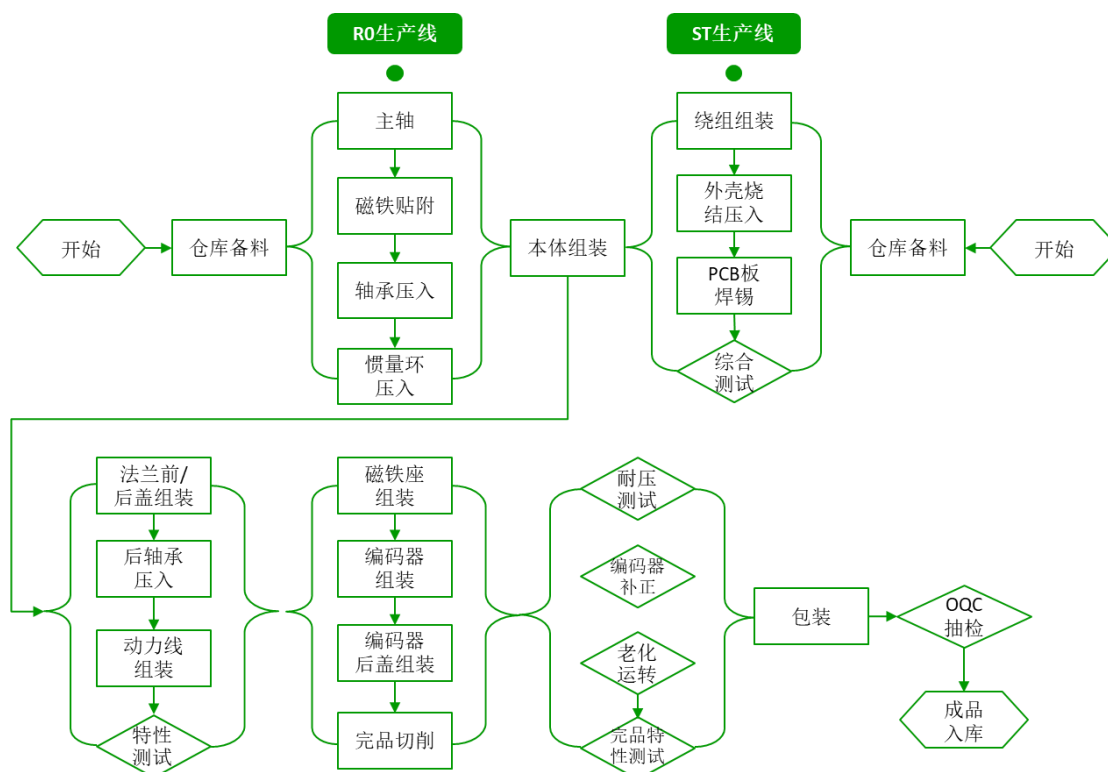 RO生产线
ST生产线
主轴
磁铁贴附
轴承压入
惯量环
压入
开始
仓库备料
本体组装
绕组组装
外壳烧
结压入
PCB板
焊锡
综合
测试
仓库备料
开始
法兰前/
后盖组装
后轴承
压入
动力线
组装
特性
测试
磁铁座
组装
编码器
组装
编码器
后盖组装
完品切削
耐压
测试
编码器
补正
老化
运转
完品特
性测试
包装
OQC
抽检
成品
入库